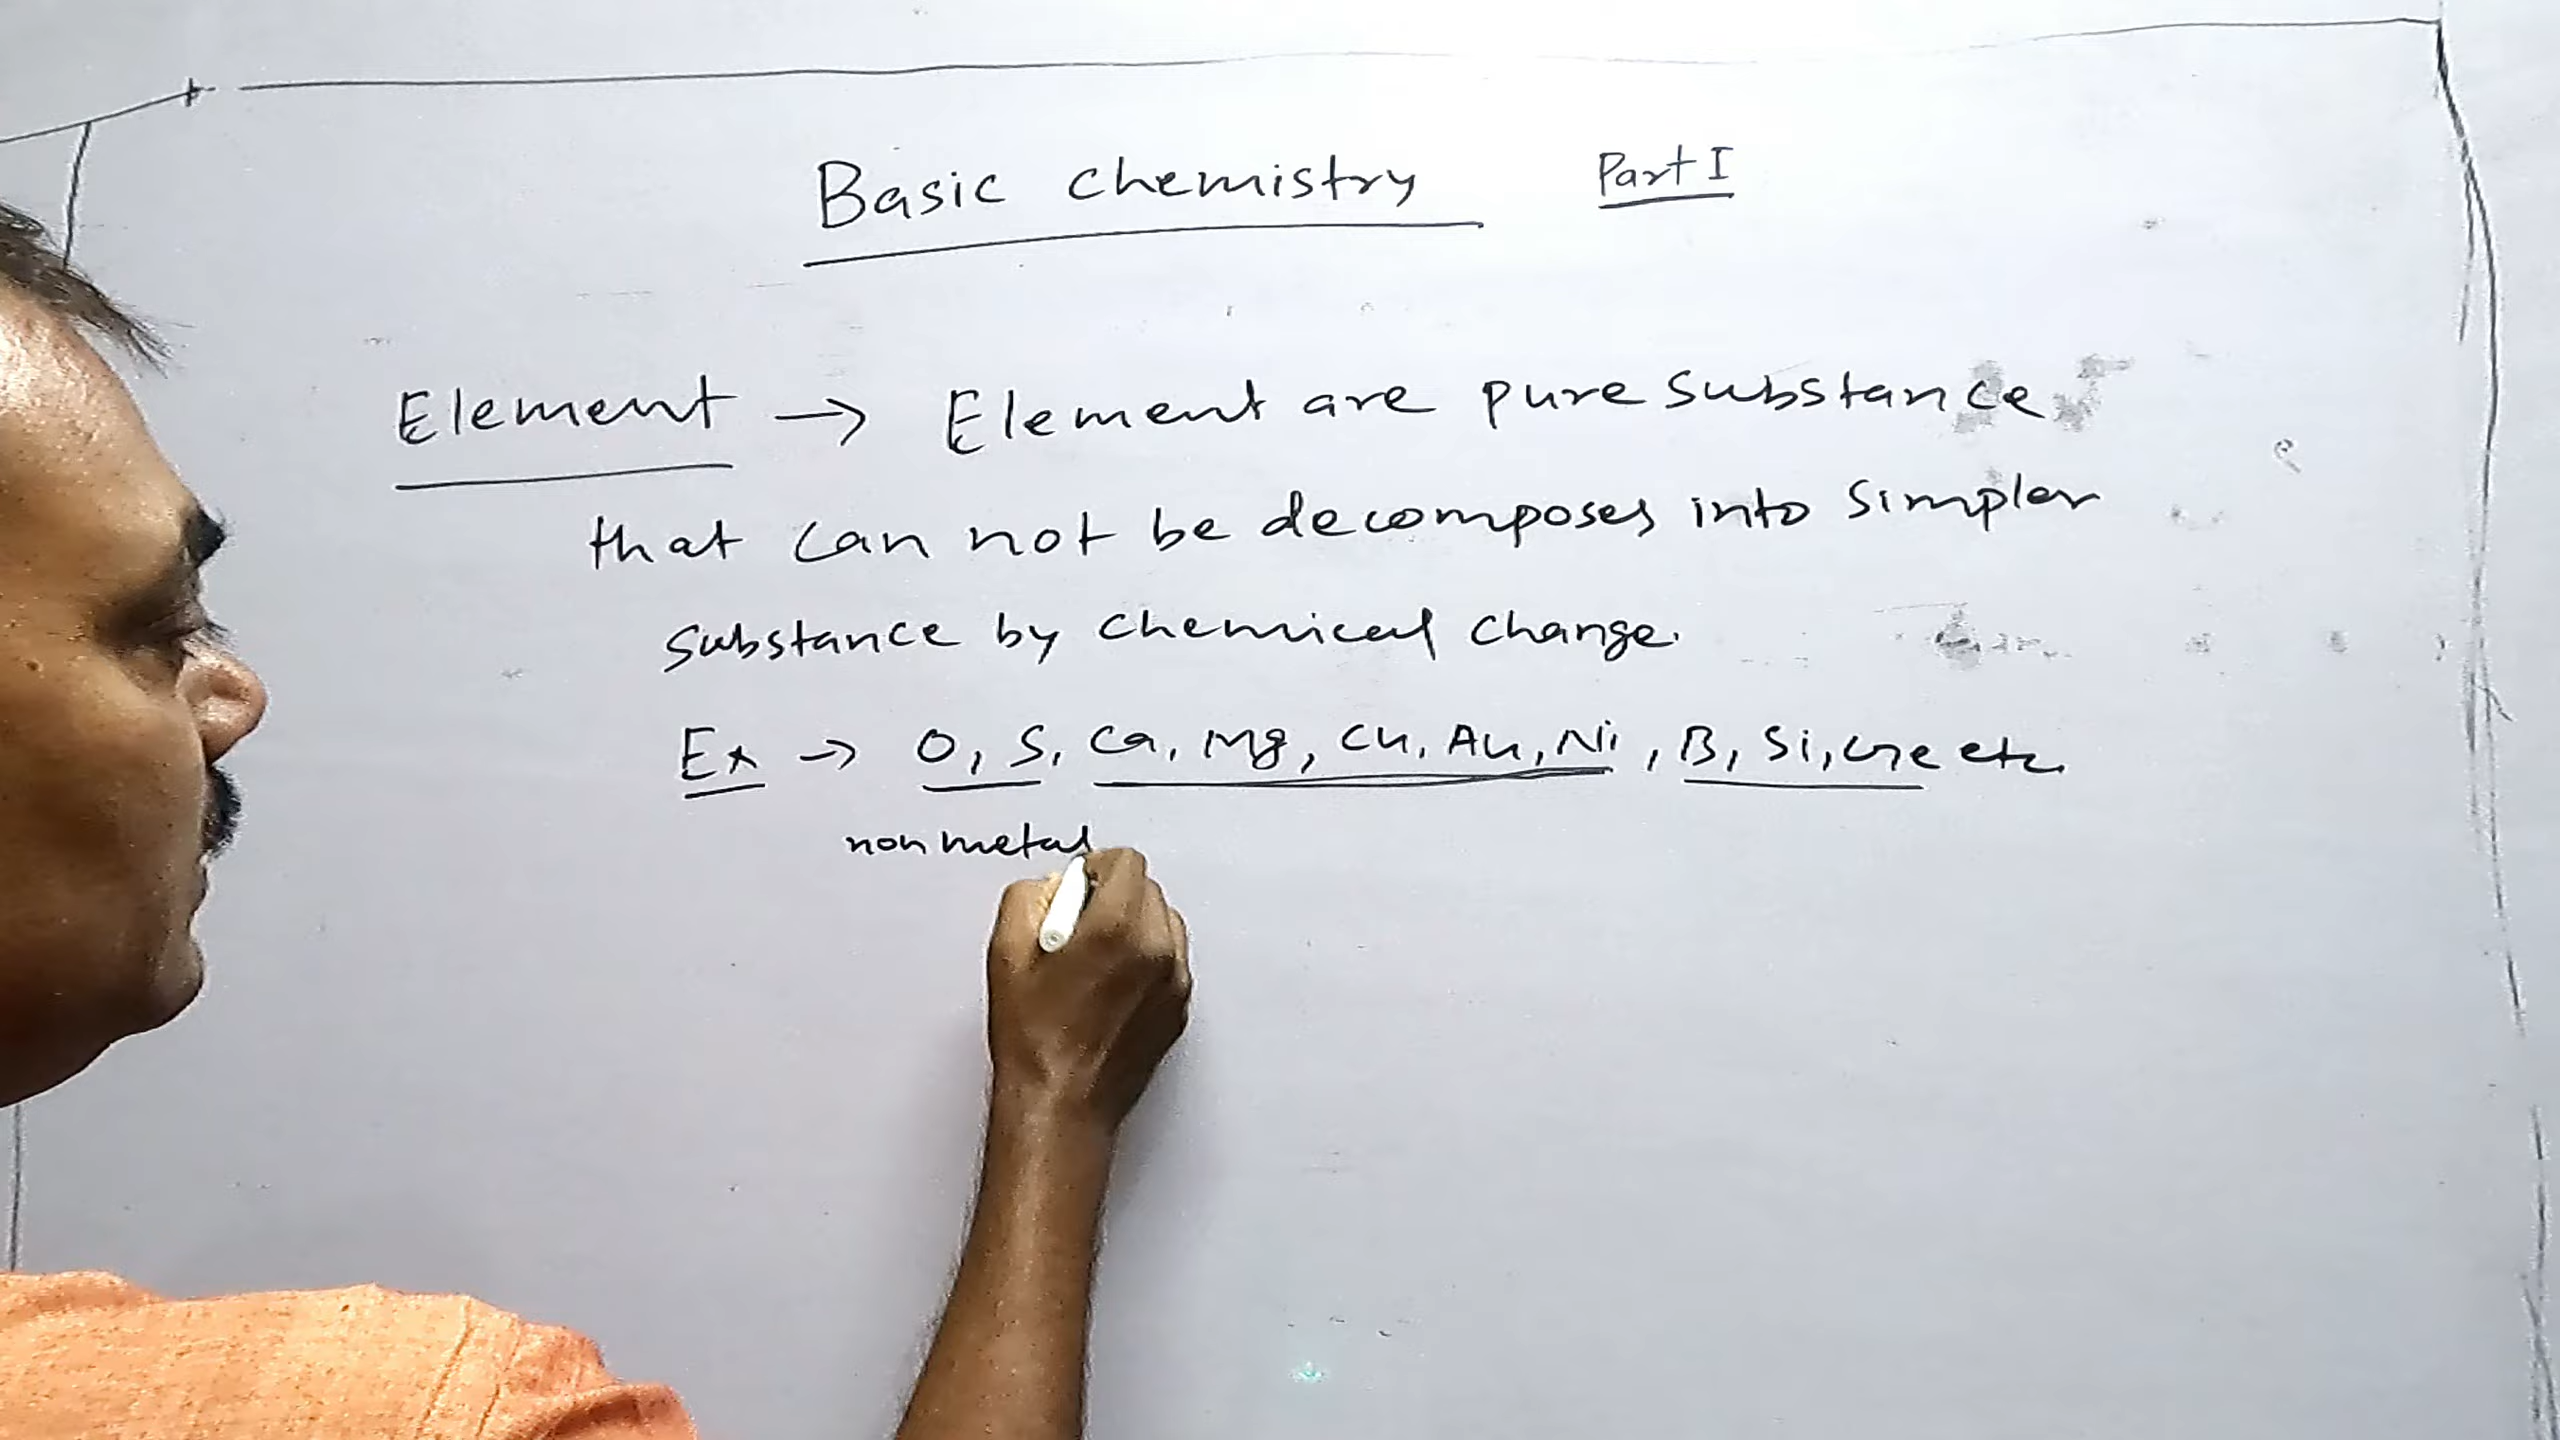 Basic chemistry Part I
Element → Element are pure substance
that can not be decomposes into simpler
substance by chemical change.
Ex → O, S, Ca, Mg, Cu, Au, Ni, B, Si, Ge etc.
non metal